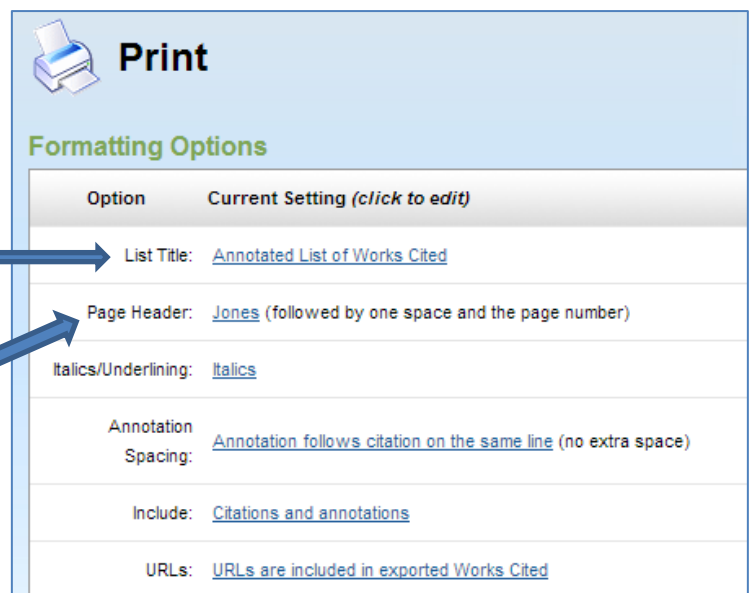 Print
Formatting Options
Option Current Setting (click to edit)
List Title: Annotated List of Works Cited
Page Header: Jones (followed by one space and the page number)
Italics/Underlining: Italics
Annotation
Spacing: Annotation follows citation on the same line (no extra space)
Include: Citations and annotations
URLs: URLs are included in exported Works Cited